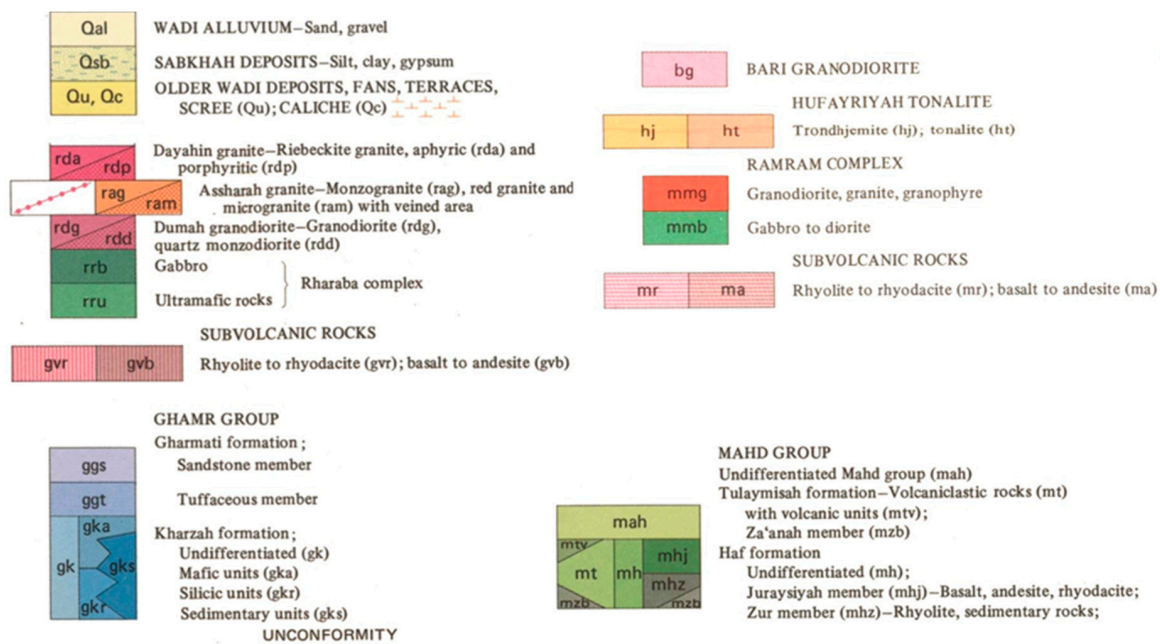 Qal WADI ALLUVIUM–Sand, gravel
Qsb SABKHAH DEPOSITS–Silt, clay, gypsum
Qu, Qc OLDER WADI DEPOSITS, FANS, TERRACES,
SCREE (Qu); CALICHE (Qc)
rda rdp Dayahin granite–Riebeckite granite, aphyric (rda) and
porphyritic (rdp)
rag ram Assharah granite–Monzogranite (rag), red granite and
microgranite (ram) with veined area
rdg rdd Dumah granodiorite–Granodiorite (rdg),
quartz monzodiorite (rdd)
rrb Gabbro
Rharaba complex
rru Ultramafic rocks
SUBVOLCANIC ROCKS
gvr gvb Rhyolite to rhyodacite (gvr); basalt to andesite (gvb)
GHAMR GROUP
Gharmati formation;
ggs Sandstone member
ggt Tuffaceous member
gka
Kharzah formation;
Undifferentiated (gk)
gk gks Mafic units (gka)
Silicic units (gkr)
gkr Sedimentary units (gks)
UNCONFORMITY
bg BARI GRANODIORITE
HUFAYRIYAH TONALITE
hj ht Trondhjemite (hj); tonalite (ht)
RAMRAM COMPLEX
mmg Granodiorite, granite, granophyre
mmb Gabbro to diorite
SUBVOLCANIC ROCKS
mr ma Rhyolite to rhyodacite (mr); basalt to andesite (ma)
MAHD GROUP
Undifferentiated Mahd group (mah)
Tulaymisah formation–Volcaniclastic rocks (mt)
with volcanic units (mtv);
mah
Za'anah member (mzb)
mtv Haf formation
mt mh mhj Undifferentiated (mh);
mhz Juraysiyah member (mhj)–Basalt, andesite, rhyodacite;
mzb mzb Zur member (mhz)–Rhyolite, sedimentary rocks;